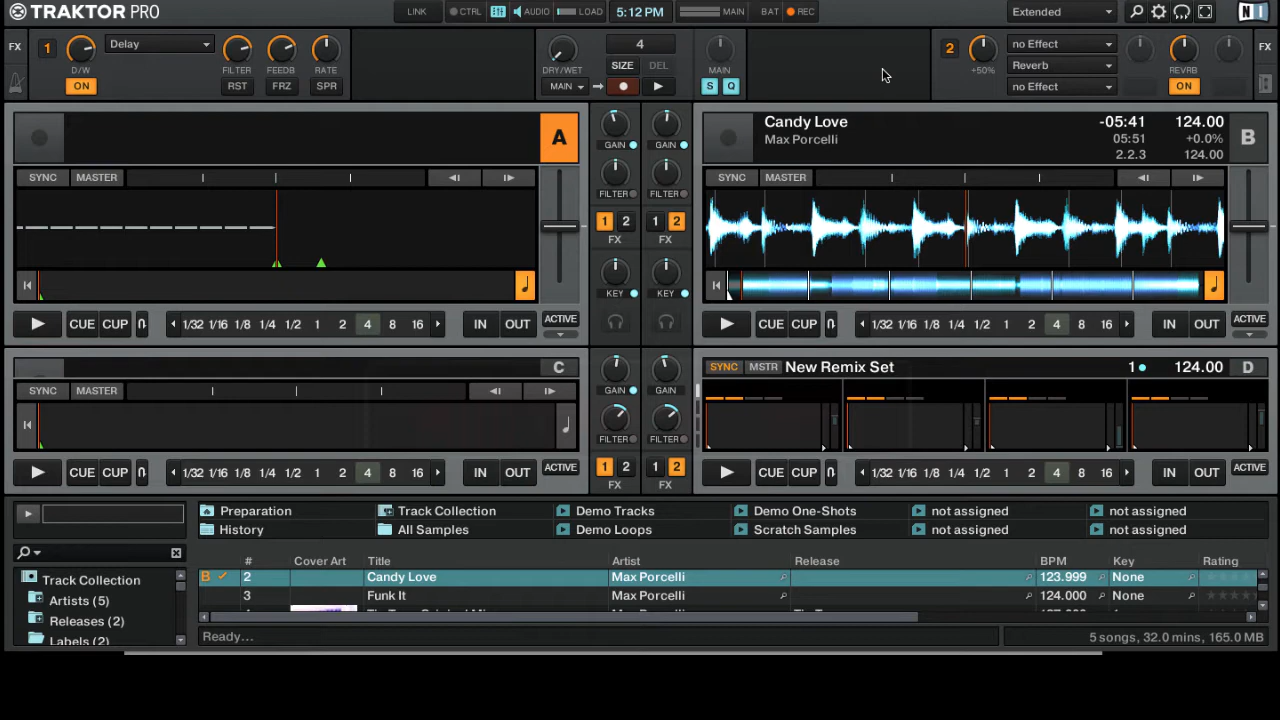 TRAKTOR PRO
LINK CTRL AUDIO LOAD 5:12 PM MAIN BAT REC Extended
FX 1 Delay 4 2 no Effect FX
D/W FILTER FEEDB RATE DRY/WET SIZE DEL MAIN +50% Reverb REVRB
ON RST FRZ SPR MAIN S Q no Effect ON
A GAIN GAIN Candy Love -05:41 124.00 B
Max Porcelli 05:51 +0.0%
2.2.3 124.00
SYNC MASTER FILTER FILTER SYNC MASTER
1 2 1 2
FX FX
KEY KEY
CUE CUP 1/32 1/16 1/8 1/4 1/2 1 2 4 8 16 IN OUT ACTIVE CUE CUP 1/32 1/16 1/8 1/4 1/2 1 2 4 8 16 IN OUT ACTIVE
C GAIN GAIN SYNC MSTR New Remix Set 1 124.00 D
SYNC MASTER
FILTER FILTER
CUE CUP 1/32 1/16 1/8 1/4 1/2 1 2 4 8 16 IN OUT ACTIVE 1 2 1 2 CUE CUP 1/32 1/16 1/8 1/4 1/2 1 2 4 8 16 IN OUT ACTIVE
FX FX
Preparation Track Collection Demo Tracks Demo One-Shots not assigned not assigned
History All Samples Demo Loops Scratch Samples not assigned not assigned
# Cover Art Title Artist Release BPM Key Rating
Track Collection B 2 Candy Love Max Porcelli 123.999 None
Artists (5) 3 Funk It Max Porcelli 124.000 None
Releases (2)
Labels (2)
Ready... 5 songs, 32.0 mins, 165.0 MB